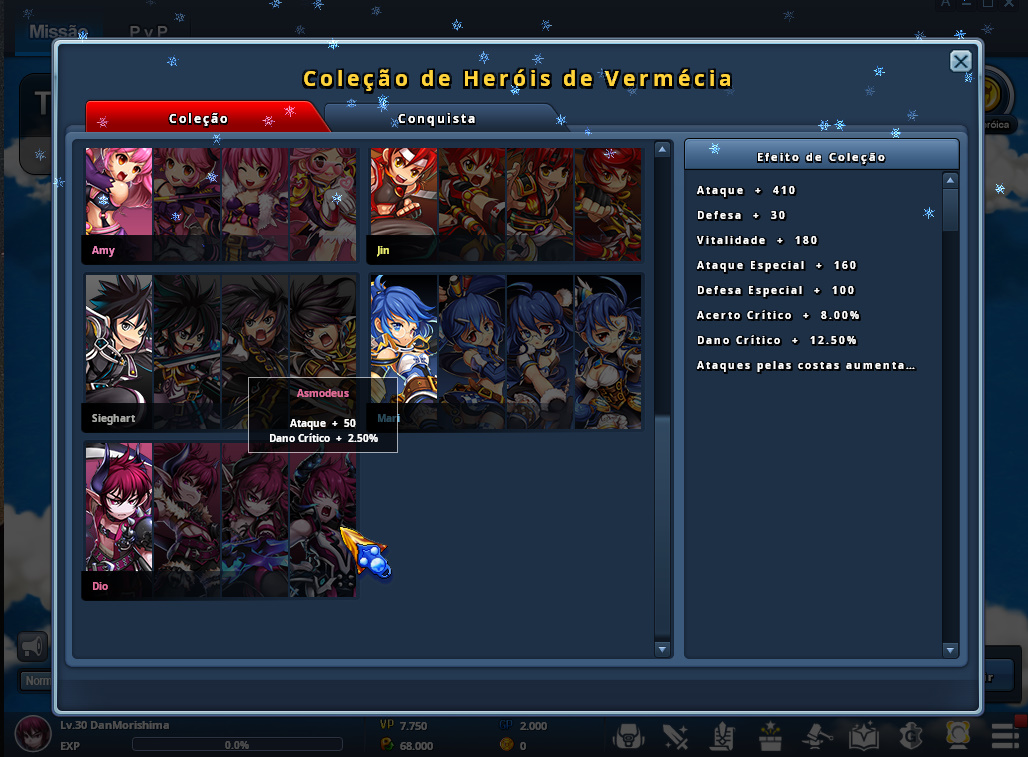 Missão
P v P
Coleção de Heróis de Vermécia
Coleção
Conquista
Efeito de Coleção
Ataque + 410
Defesa + 30
Vitalidade + 180
Ataque Especial + 160
Defesa Especial + 100
Acerto Crítico + 8.00%
Dano Crítico + 12.50%
Ataques pelas costas aumenta...
Amy
Jin
Sieghart
Mari
Asmodeus
Ataque + 50
Dano Crítico + 2.50%
Dio
Norm
Lv.30 DanMorishima
EXP
0.0%
VP 7.750
68.000
2.000
0